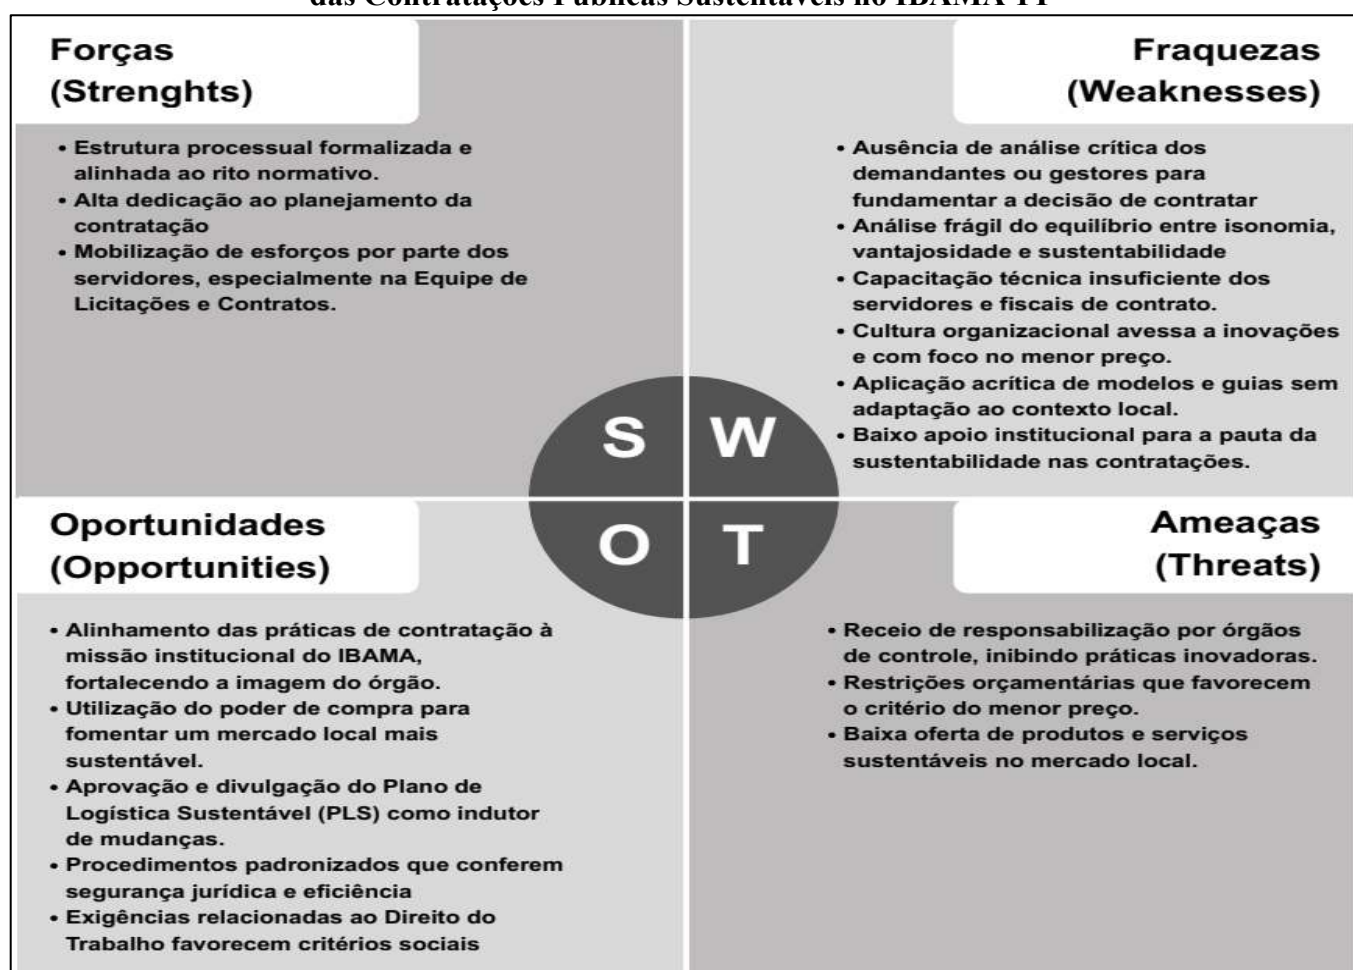 das Contratações Públicas Sustentáveis no IBAMA
Forças
(Strenghts)
• Estrutura processual formalizada e
alinhada ao rito normativo.
• Alta dedicação ao planejamento da
contratação
• Mobilização de esforços por parte dos
servidores, especialmente na Equipe de
Licitações e Contratos.
Fraquezas
(Weaknesses)
• Ausência de análise crítica dos
demandantes ou gestores para
fundamentar a decisão de contratar
• Análise frágil do equilíbrio entre isonomia,
vantajosidade e sustentabilidade
• Capacitação técnica insuficiente dos
servidores e fiscais de contrato.
• Cultura organizacional avessa a inovações
e com foco no menor preço.
• Aplicação acrítica de modelos e guias sem
adaptação ao contexto local.
• Baixo apoio institucional para a pauta da
sustentabilidade nas contratações.
S W
O T
Oportunidades
(Opportunities)
• Alinhamento das práticas de contratação à
missão institucional do IBAMA,
fortalecendo a imagem do órgão.
• Utilização do poder de compra para
fomentar um mercado local mais
sustentável.
• Aprovação e divulgação do Plano de
Logística Sustentável (PLS) como indutor
de mudanças.
• Procedimentos padronizados que conferem
segurança jurídica e eficiência
• Exigências relacionadas ao Direito do
Trabalho favorecem critérios sociais
Ameaças
(Threats)
• Receio de responsabilização por órgãos
de controle, inibindo práticas inovadoras.
• Restrições orçamentárias que favorecem
o critério do menor preço.
• Baixa oferta de produtos e serviços
sustentáveis no mercado local.